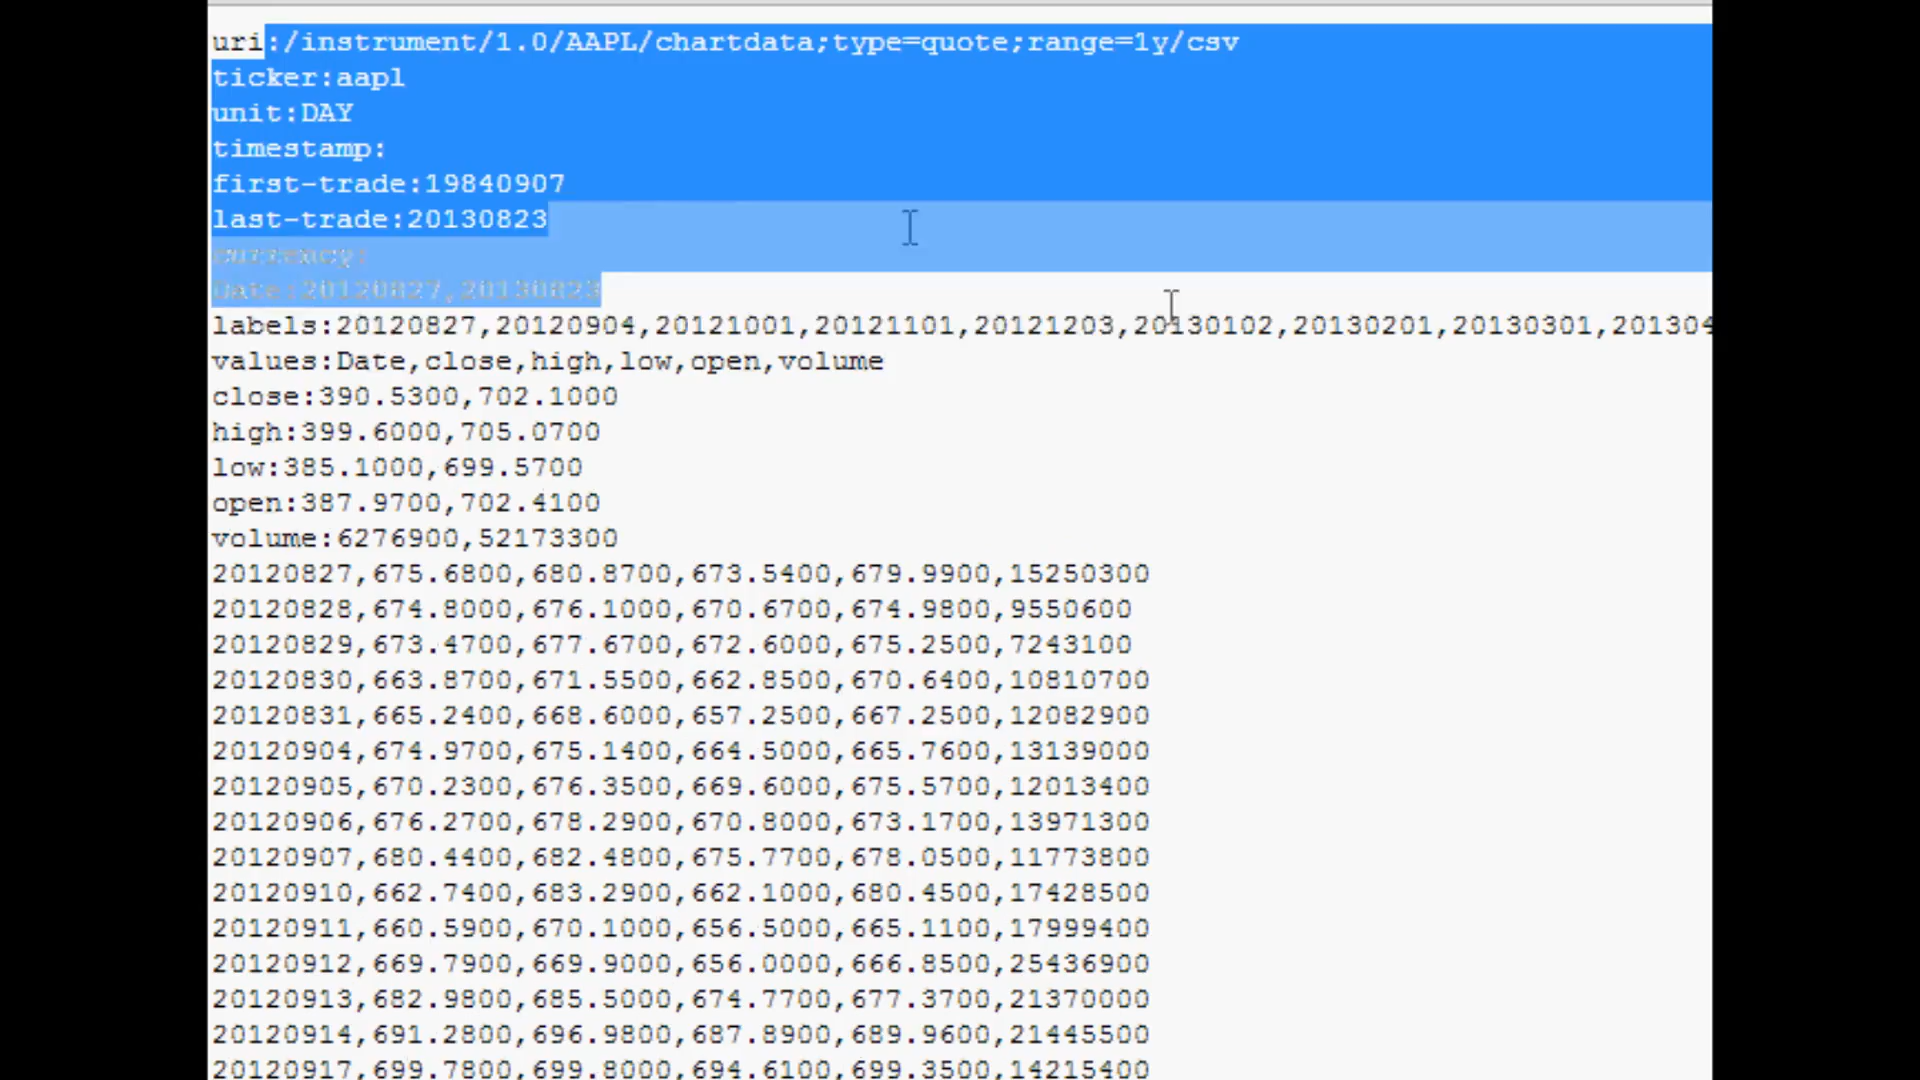 uri:/instrument/1.0/AAPL/chartdata;type=quote;range=1y/csv
ticker:aapl
unit:DAY
timestamp:
first-trade:19840907
last-trade:20130823
currency:
Date:20120827,20130823
labels:20120827,20120904,20121001,20121101,20121203,20130102,20130201,20130301,201304
values:Date,close,high,low,open,volume
close:390.5300,702.1000
high:399.6000,705.0700
low:385.1000,699.5700
open:387.9700,702.4100
volume:6276900,52173300
20120827,675.6800,680.8700,673.5400,679.9900,15250300
20120828,674.8000,676.1000,670.6700,674.9800,9550600
20120829,673.4700,677.6700,672.6000,675.2500,7243100
20120830,663.8700,671.5500,662.8500,670.6400,10810700
20120831,665.2400,668.6000,657.2500,667.2500,12082900
20120904,674.9700,675.1400,664.5000,665.7600,13139000
20120905,670.2300,676.3500,669.6000,675.5700,12013400
20120906,676.2700,678.2900,670.8000,673.1700,13971300
20120907,680.4400,682.4800,675.7700,678.0500,11773800
20120910,662.7400,683.2900,662.1000,680.4500,17428500
20120911,660.5900,670.1000,656.5000,665.1100,17999400
20120912,669.7900,669.9000,656.0000,666.8500,25436900
20120913,682.9800,685.5000,674.7700,677.3700,21370000
20120914,691.2800,696.9800,687.8900,689.9600,21445500
20120917,699.7800,699.8000,694.6100,699.3500,14215400